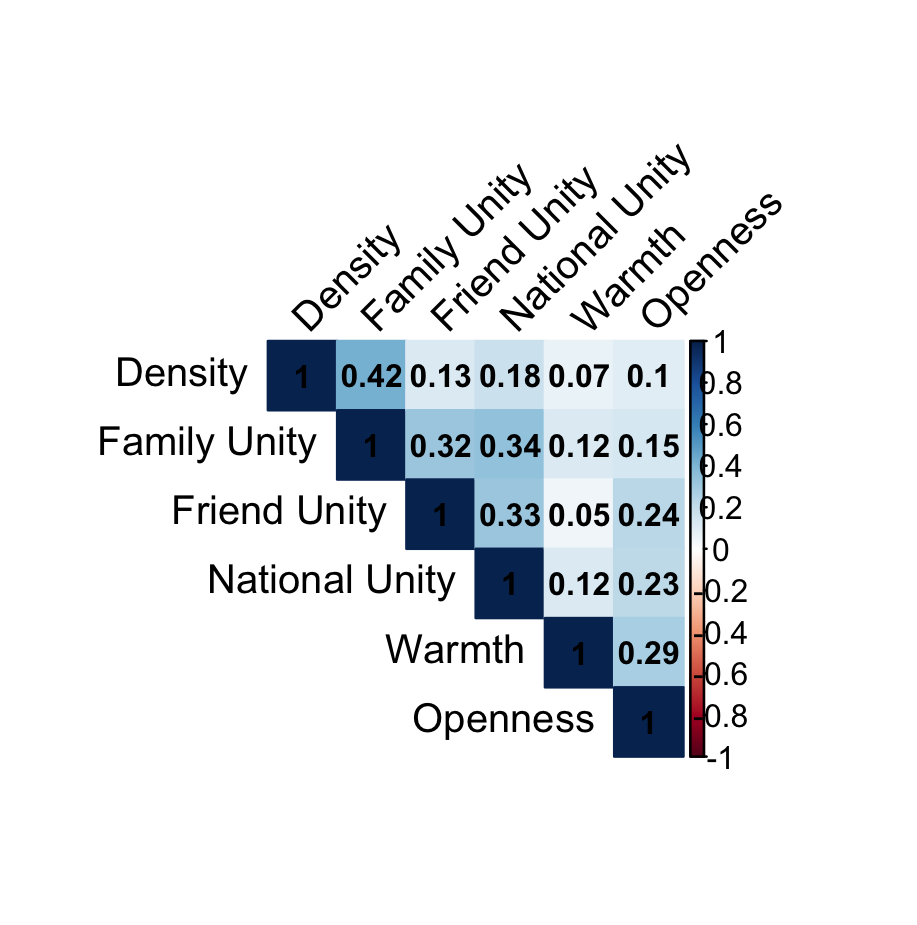 Density
Family Unity
Friend Unity
National Unity
Warmth
Openness
Density 1 0.42 0.13 0.18 0.07 0.1
Family Unity 1 0.32 0.34 0.12 0.15
Friend Unity 1 0.33 0.05 0.24
National Unity 1 0.12 0.23
Warmth 1 0.29
Openness 1
1
0.8
0.6
0.4
0.2
0
-0.2
-0.4
-0.6
-0.8
-1